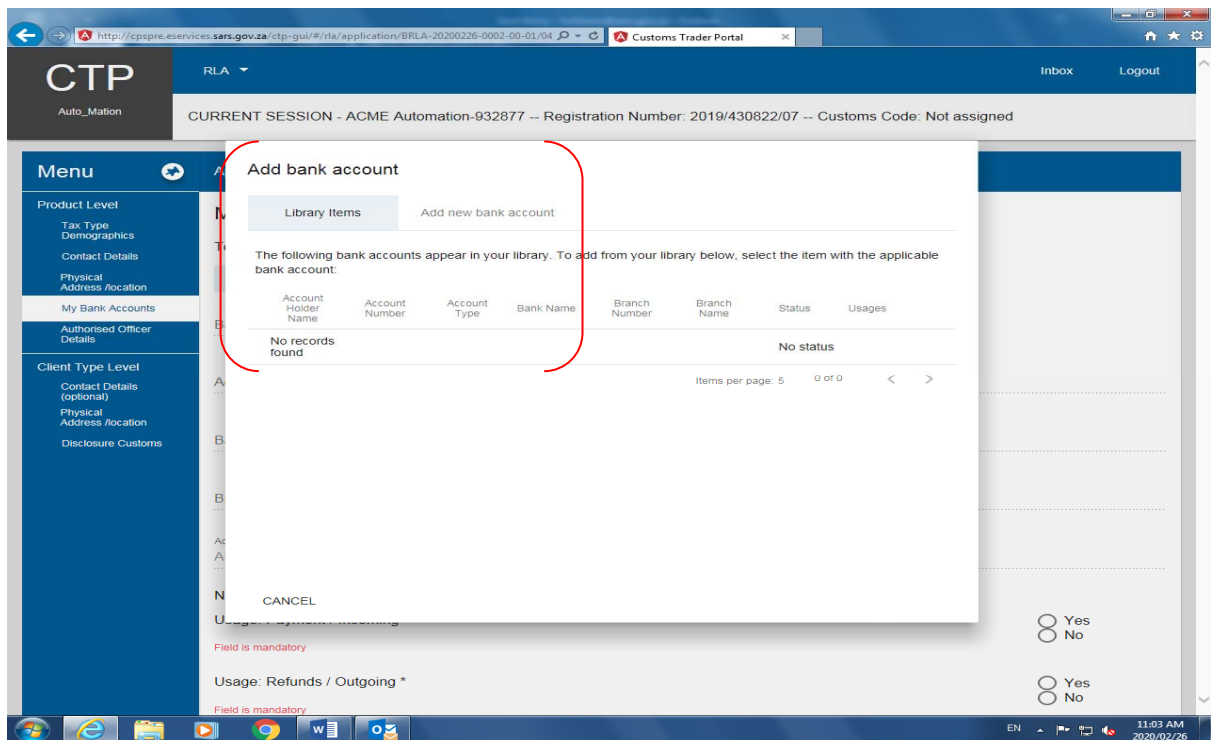 http://cpspre.eservices.sars.gov.za/ctp-gui/#/rla/application/BRLA-20200226-0002-00-01/04
Customs Trader Portal
CTP
Auto_Mation
RLA
Inbox
Logout
CURRENT SESSION - ACME Automation-932877 -- Registration Number: 2019/430822/07 -- Customs Code: Not assigned
Menu
Product Level
Tax Type
Demographics
Contact Details
Physical
Address /location
My Bank Accounts
Authorised Officer
Details
Client Type Level
Contact Details
(optional)
Physical
Address /location
Disclosure Customs
Add bank account
Library Items
Add new bank account
The following bank accounts appear in your library. To add from your library below, select the item with the applicable
bank account:
Account
Holder
Name
Account
Number
Account
Type
Bank Name
Branch
Number
Branch
Name
Status
Usages
No records
found
No status
Items per page: 5
0 of 0
CANCEL
Usage: Payment / Incoming
Yes
No
Field is mandatory
Usage: Refunds / Outgoing *
Yes
No
Field is mandatory
EN
11:03 AM
2020/02/26